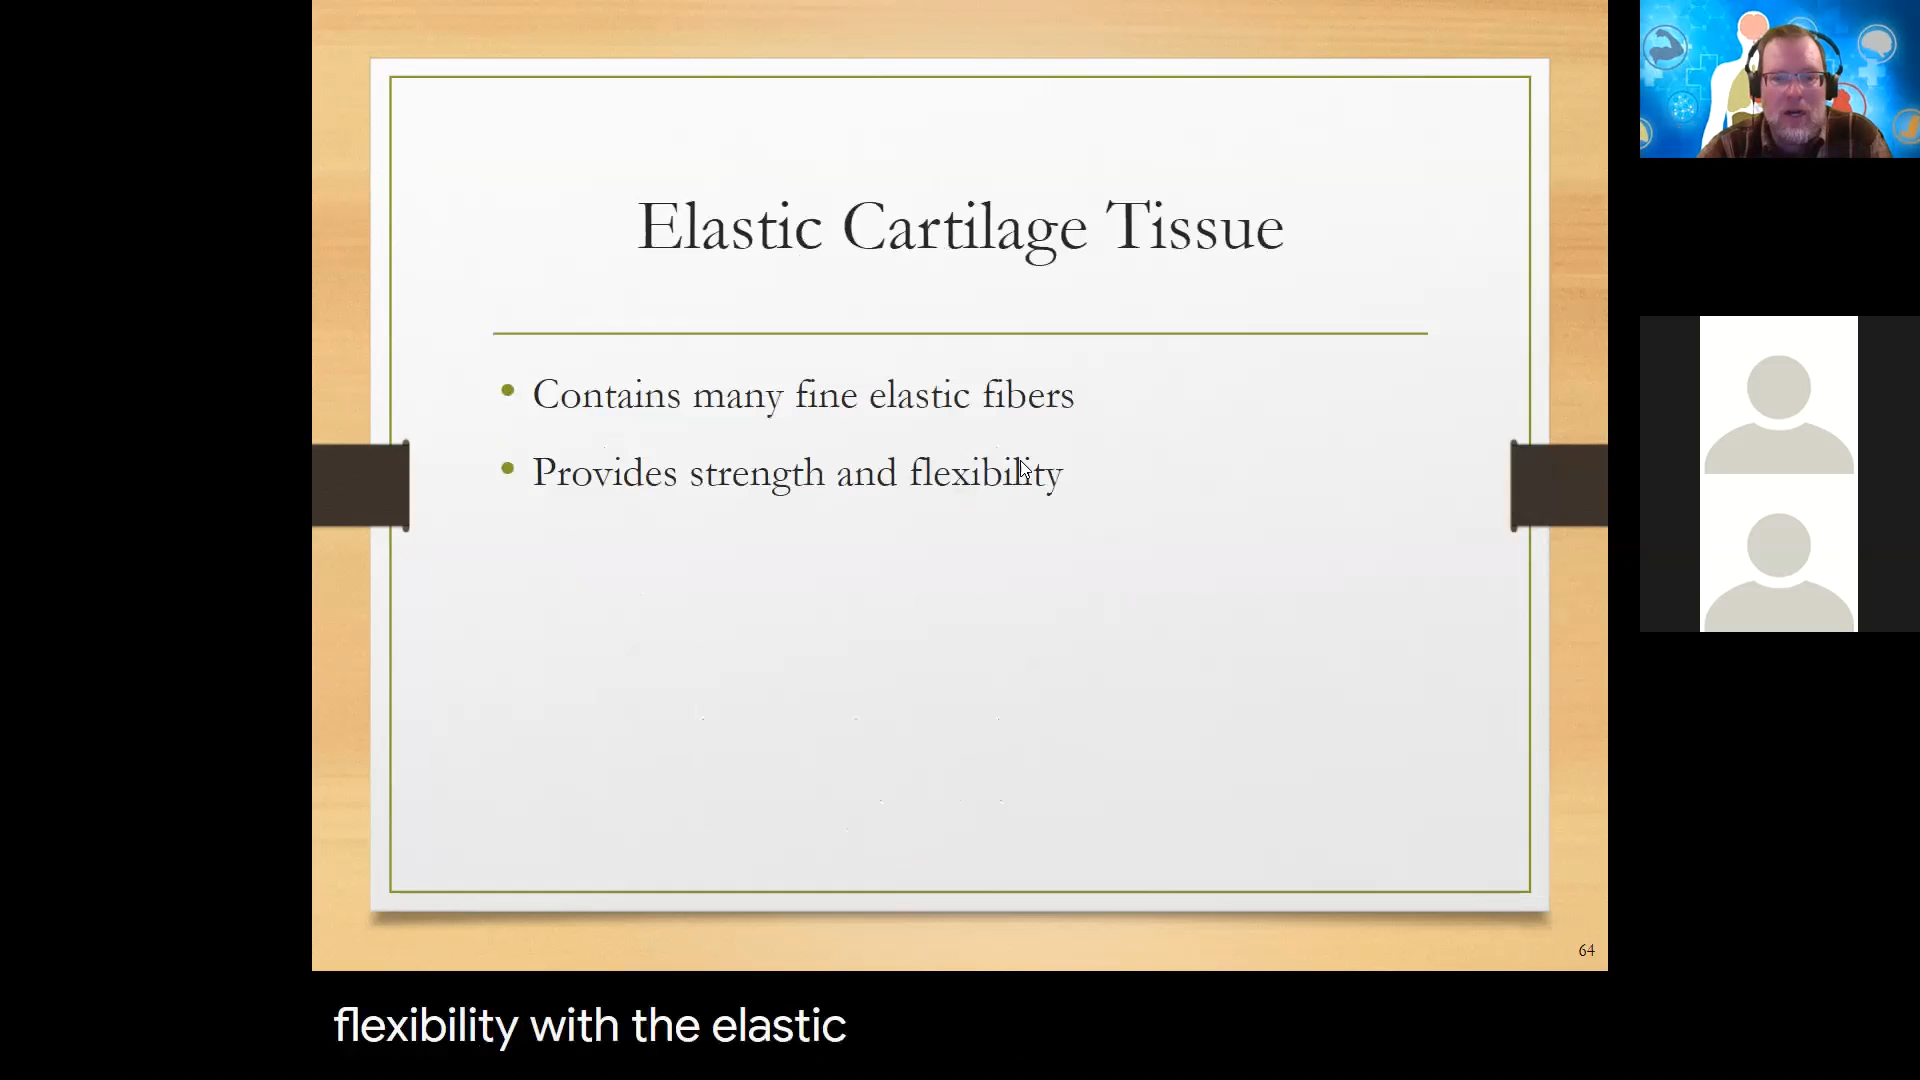 Elastic Cartilage Tissue
• Contains many fine elastic fibers
• Provides strength and flexibility
64
flexibility with the elastic